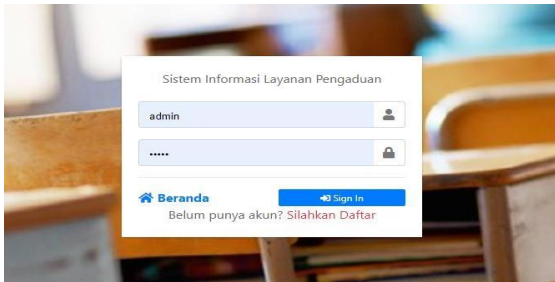 Sistem Informasi Layanan Pengaduan
admin
•••••
Beranda
Sign In
Belum punya akun? Silahkan Daftar